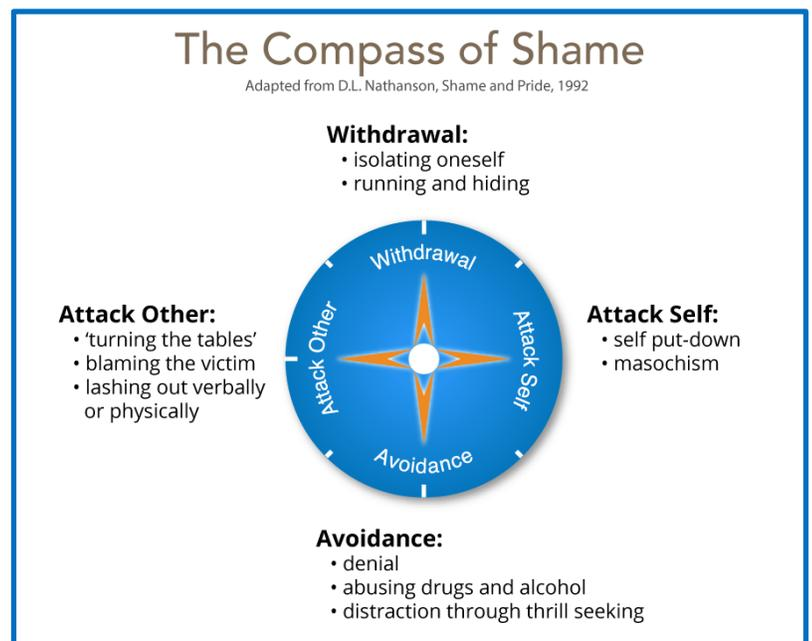 The Compass of Shame
Adapted from D.L. Nathanson, Shame and Pride, 1992
Withdrawal:
• isolating oneself
• running and hiding
Attack Other:
• ‘turning the tables’
• blaming the victim
• lashing out verbally
or physically
Withdrawal
Attack Other
Attack Self
Avoidance
Attack Self:
• self put-down
• masochism
Avoidance:
• denial
• abusing drugs and alcohol
• distraction through thrill seeking